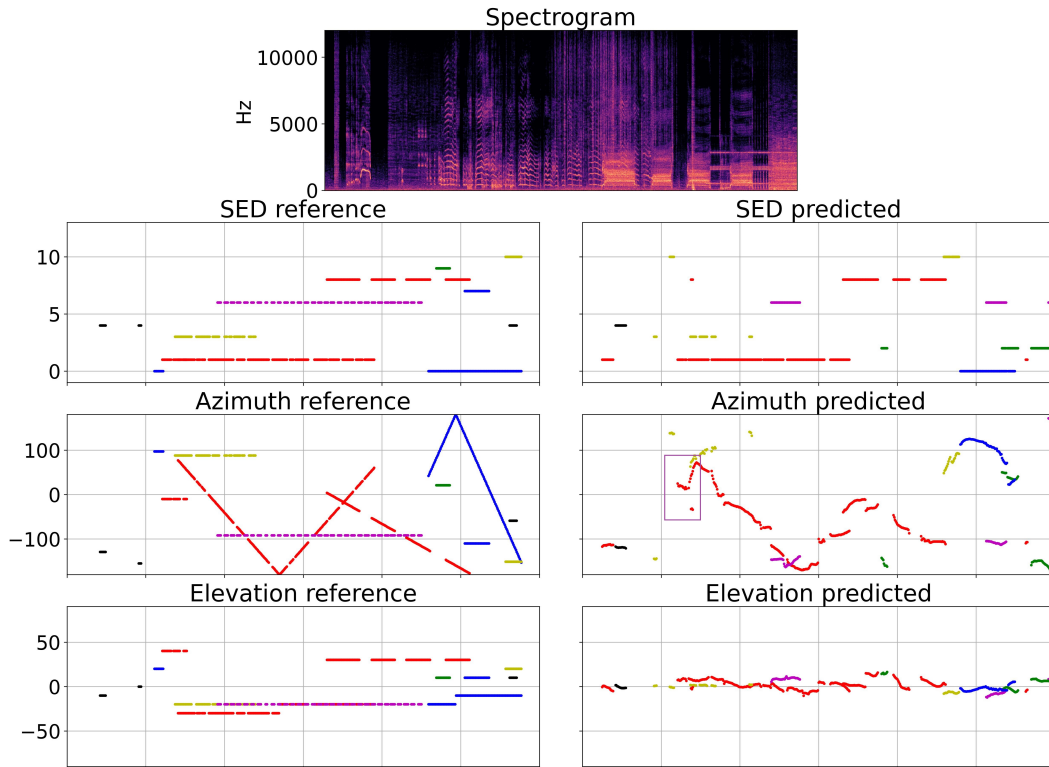 Spectrogram
10000
Hz
5000
0
SED reference
SED predicted
10
5
0
Azimuth reference
Azimuth predicted
100
0
−100
Elevation reference
Elevation predicted
50
0
−50